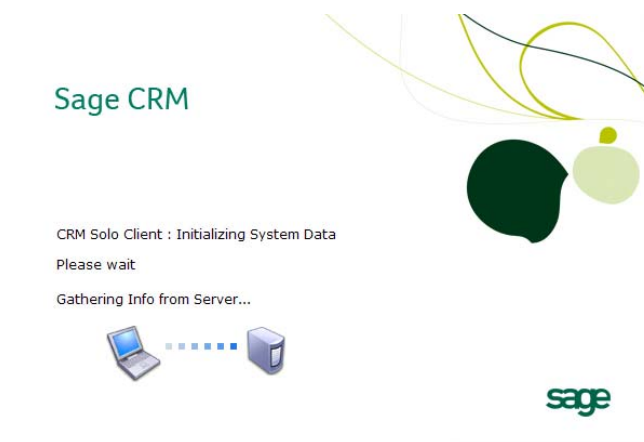 Sage CRM
CRM Solo Client : Initializing System Data
Please wait
Gathering Info from Server...
sage